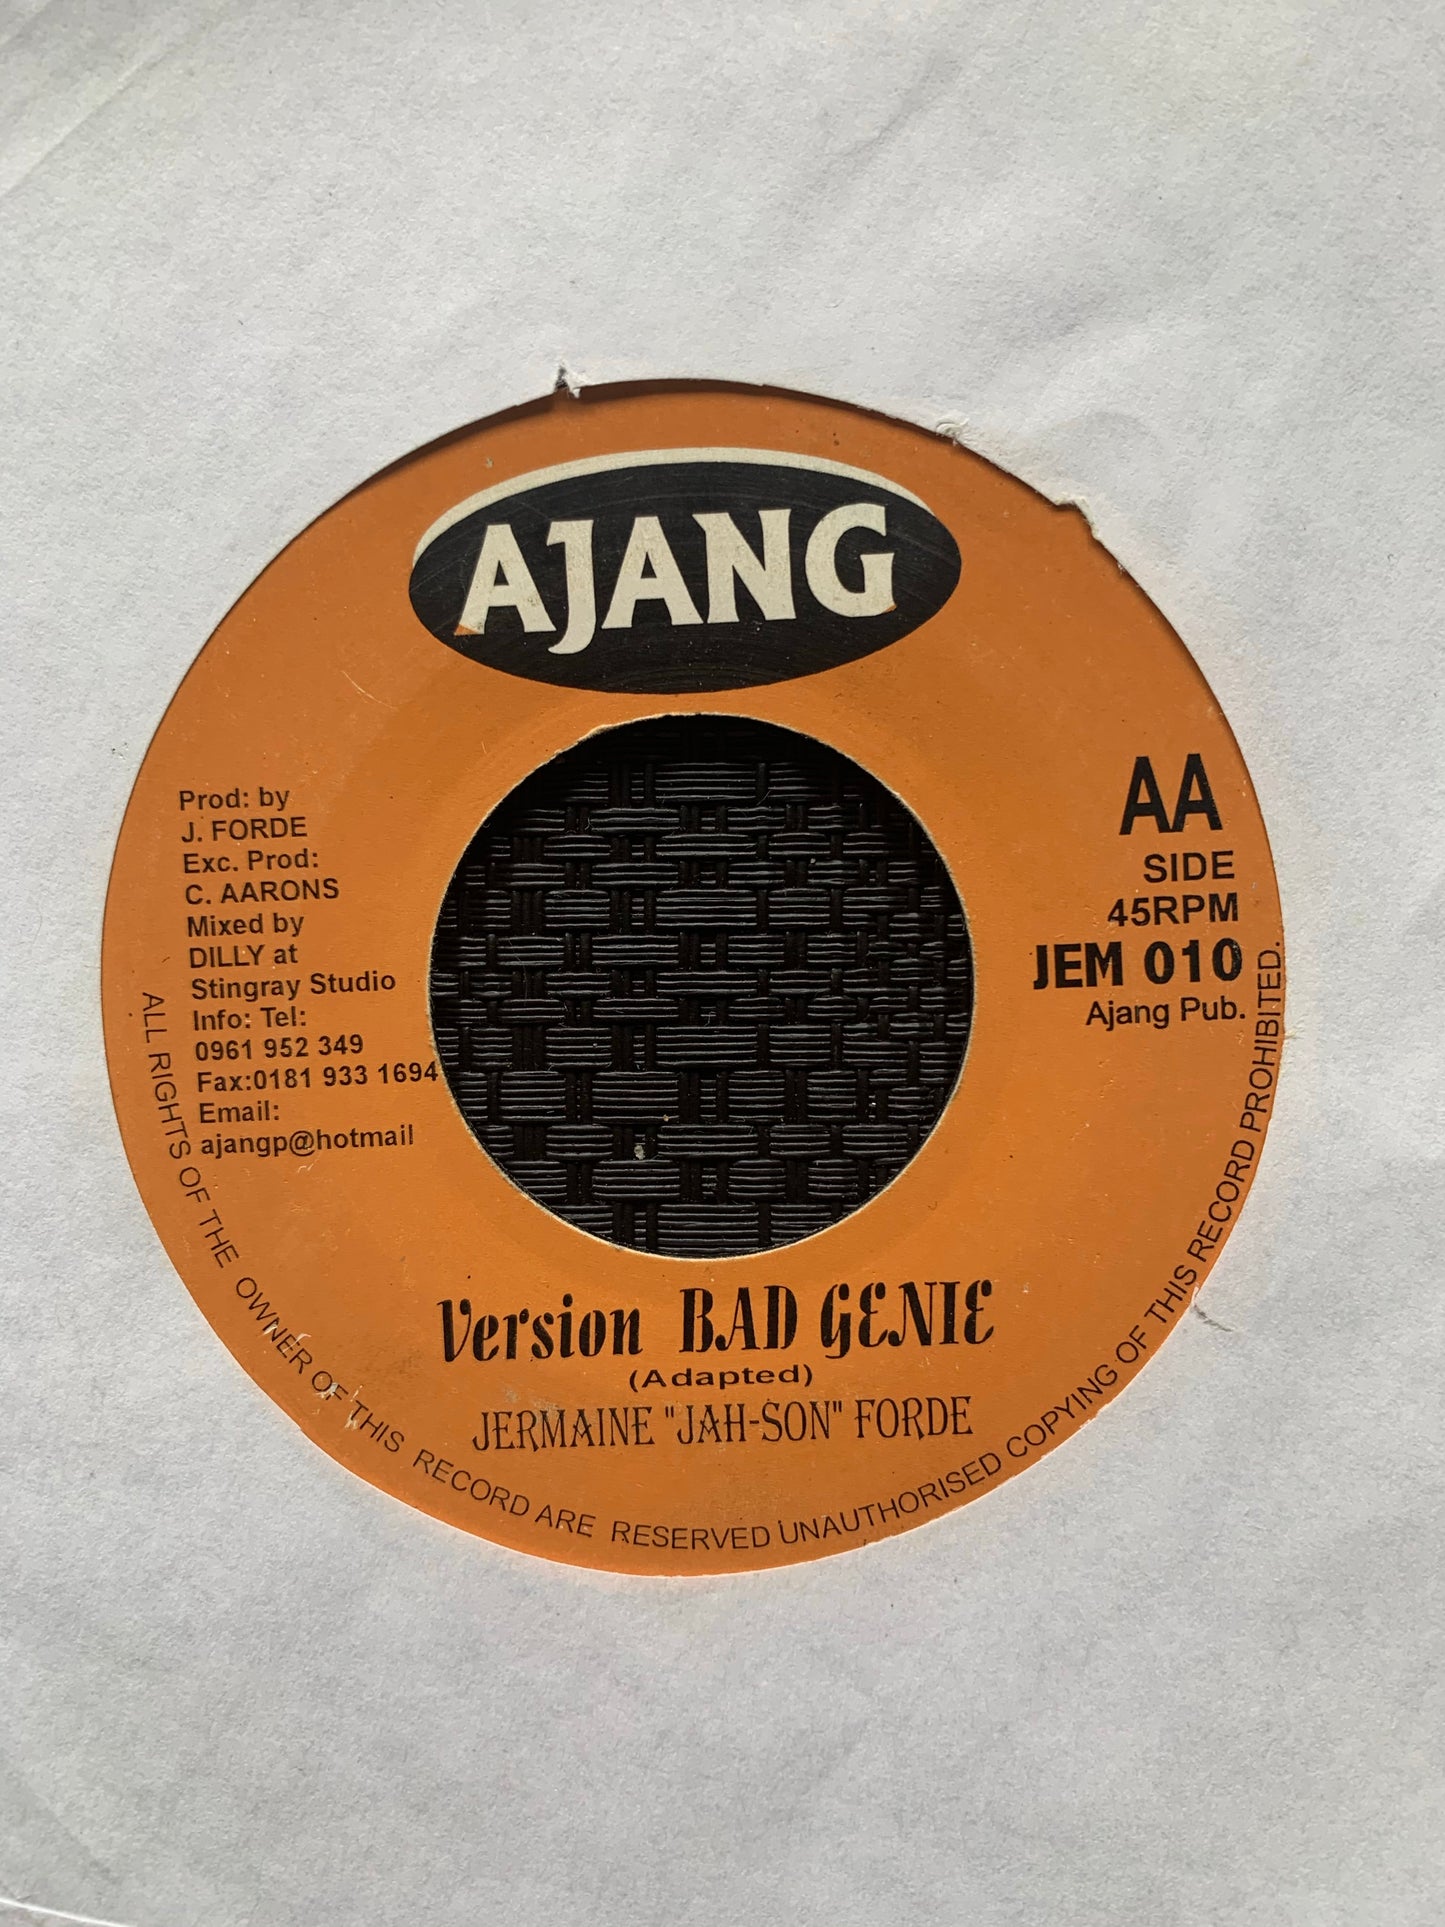 AJANG
Prod: by
J. FORDE
Exc. Prod:
C. AARONS
Mixed by
DILLY at
Stingray Studio
Info: Tel:
0961 952 349
Fax:0181 933 1694
Email:
ajangp@hotmail
AA
SIDE
45RPM
JEM 010
Ajang Pub.
Version BAD GENIE
(Adapted)
JERMAINE "JAH-SON" FORDE
ALL RIGHTS OF THE OWNER OF THIS RECORD ARE RESERVED UNAUTHORISED COPYING OF THIS RECORD PROHIBITED.